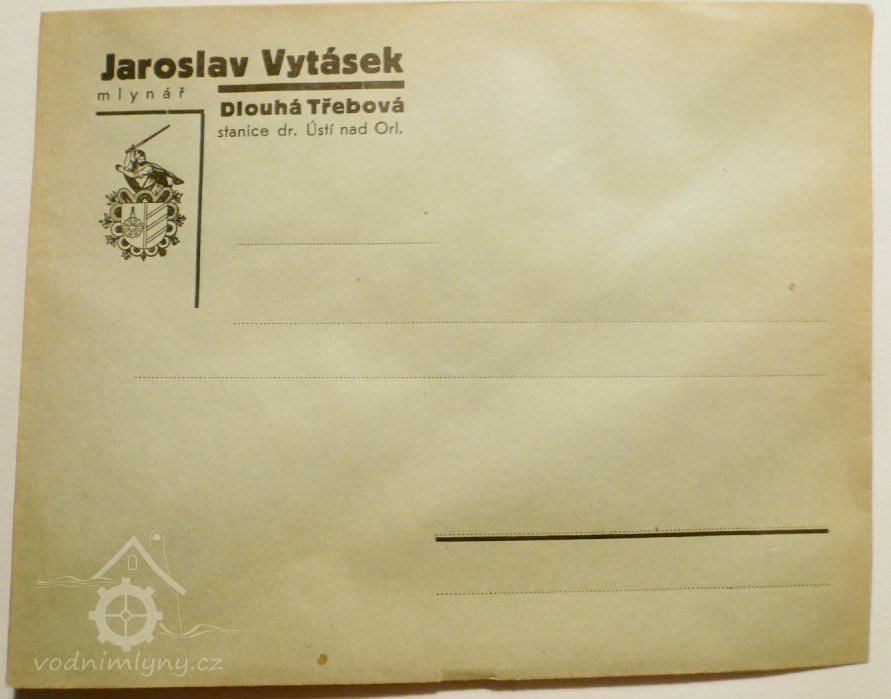 Jaroslav Vytásek
mlynář
Dlouhá Třebová
stanice dr. Ústí nad Orl.
vodnimlyny.cz